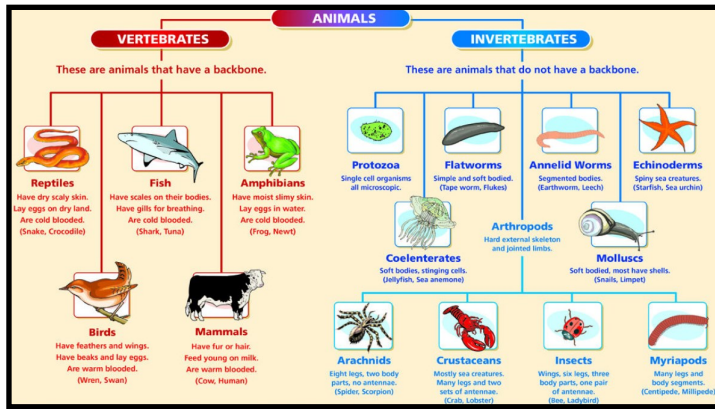 ANIMALS
VERTEBRATES
These are animals that have a backbone.
Reptiles
Have dry scaly skin.
Lay eggs on dry land.
Are cold blooded.
(Snake, Crocodile)
Fish
Have scales on their bodies.
Have gills for breathing.
Are cold blooded.
(Shark, Tuna)
Amphibians
Have moist slimy skin.
Lay eggs in water.
Are cold blooded.
(Frog, Newt)
Birds
Have feathers and wings.
Have beaks and lay eggs.
Are warm blooded.
(Wren, Swan)
Mammals
Have fur or hair.
Feed young on milk.
Are warm blooded.
(Cow, Human)
INVERTEBRATES
These are animals that do not have a backbone.
Protozoa
Single cell organisms
all microscopic.
Flatworms
Simple and soft bodied.
(Tape worm, Flukes)
Annelid Worms
Segmented bodies.
(Earthworm, Leech)
Echinoderms
Spiny sea creatures.
(Starfish, Sea urchin)
Coelenterates
Soft bodies, stinging cells.
(Jellyfish, Sea anemone)
Arthropods
Hard external skeleton
and jointed limbs.
Molluscs
Soft bodied, most have shells.
(Snails, Limpet)
Arachnids
Eight legs, two body
parts, no antennae.
(Spider, Scorpion)
Crustaceans
Mostly sea creatures.
Many legs and two
sets of antennae.
(Crab, Lobster)
Insects
Wings, six legs, three
body parts, one pair
of antennae.
(Bee, Ladybird)
Myriapods
Many legs and
body segments.
(Centipede, Millipede)